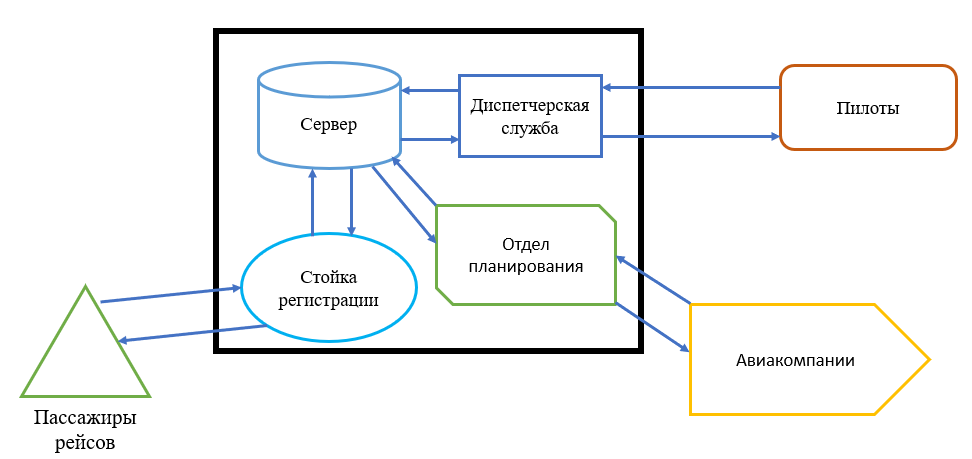 Сервер
Диспетчерская
служба
Пилоты
Отдел
планирования
Стойка
регистрации
Авиакомпании
Пассажиры
рейсов